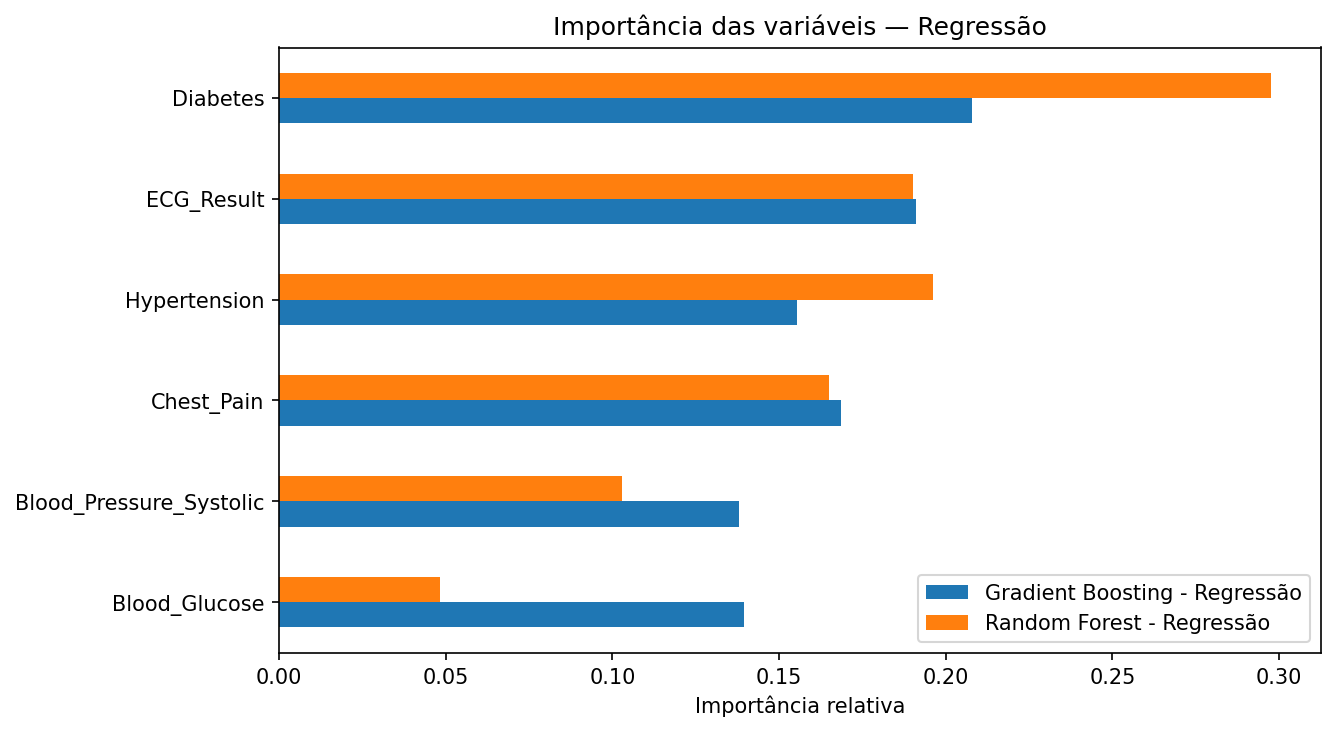 Importância das variáveis — Regressão
Diabetes
ECG_Result
Hypertension
Chest_Pain
Blood_Pressure_Systolic
Blood_Glucose
Gradient Boosting - Regressão
Random Forest - Regressão
0.00 0.05 0.10 0.15 0.20 0.25 0.30
Importância relativa